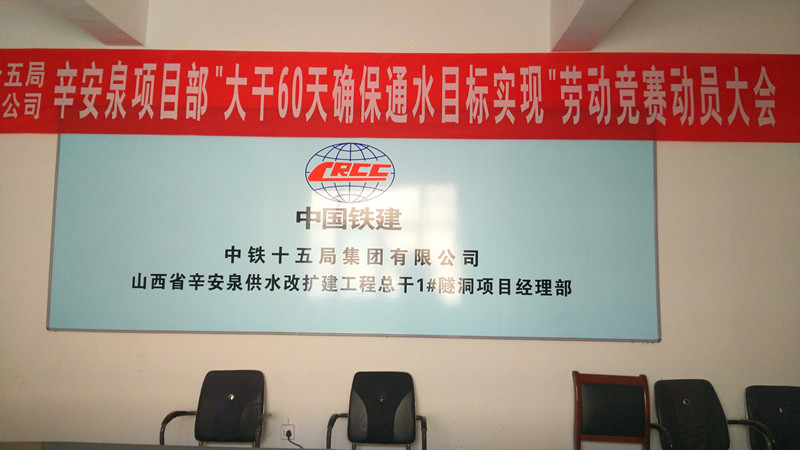 十五局
公司
辛安泉项目部"大干60天确保通水目标实现"劳动竞赛动员大会
CRCC
中国铁建
中铁十五局集团有限公司
山西省辛安泉供水改扩建工程总干1#隧洞项目经理部